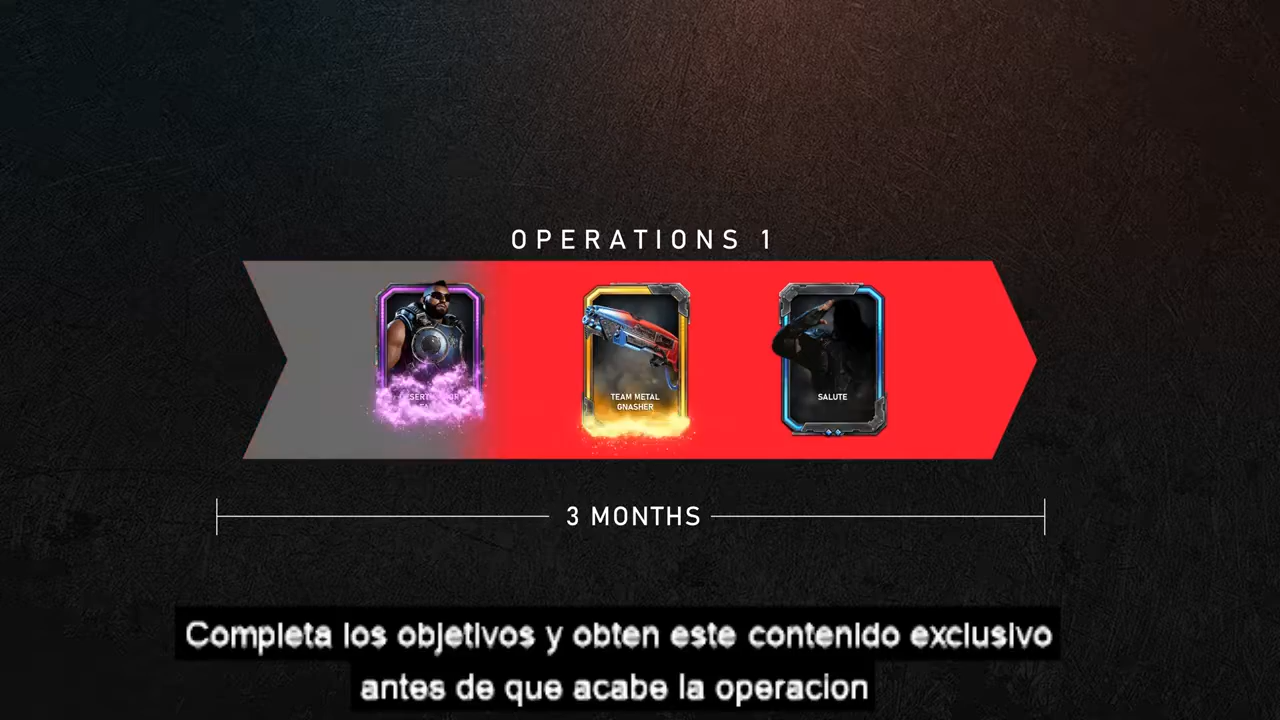 OPERATIONS 1
TEAM METAL
GNASHER
SALUTE
3 MONTHS
Completa los objetivos y obten este contenido exclusivo
antes de que acabe la operacion